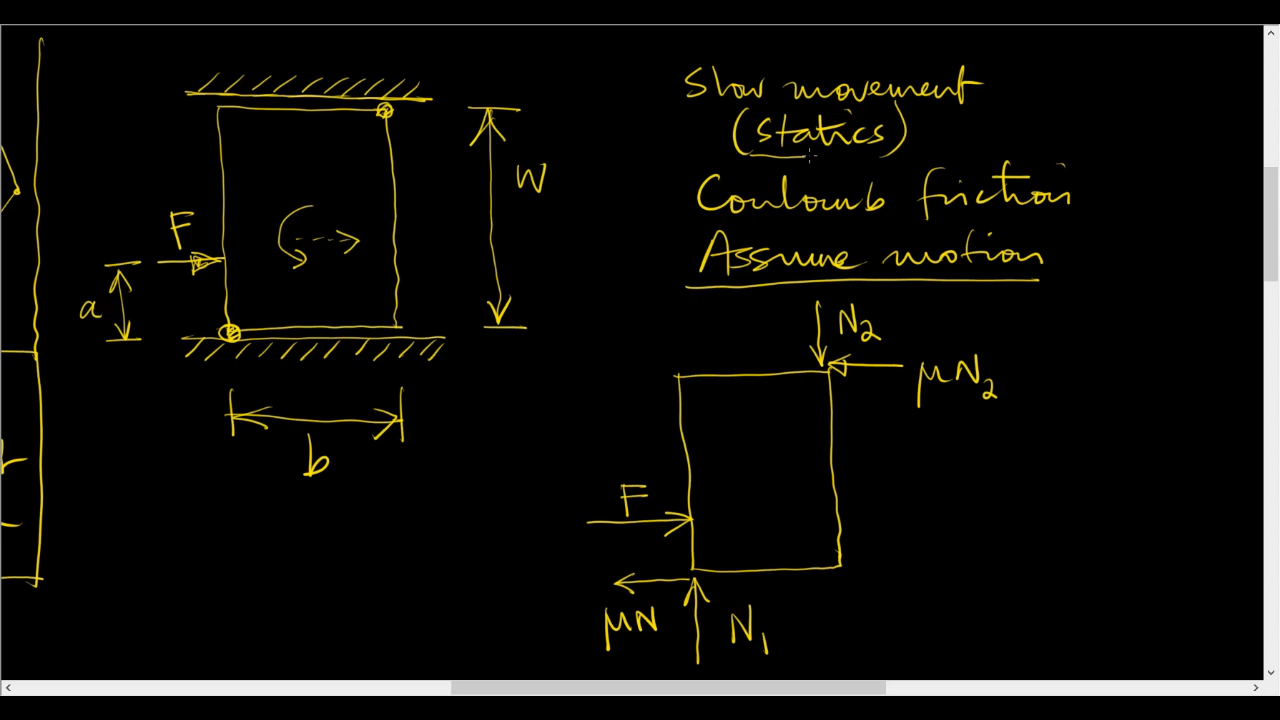 Slow movement
(statics)
Coulomb friction
Assume motion
W
F
a
b
N2
μN2
F
μN
N1